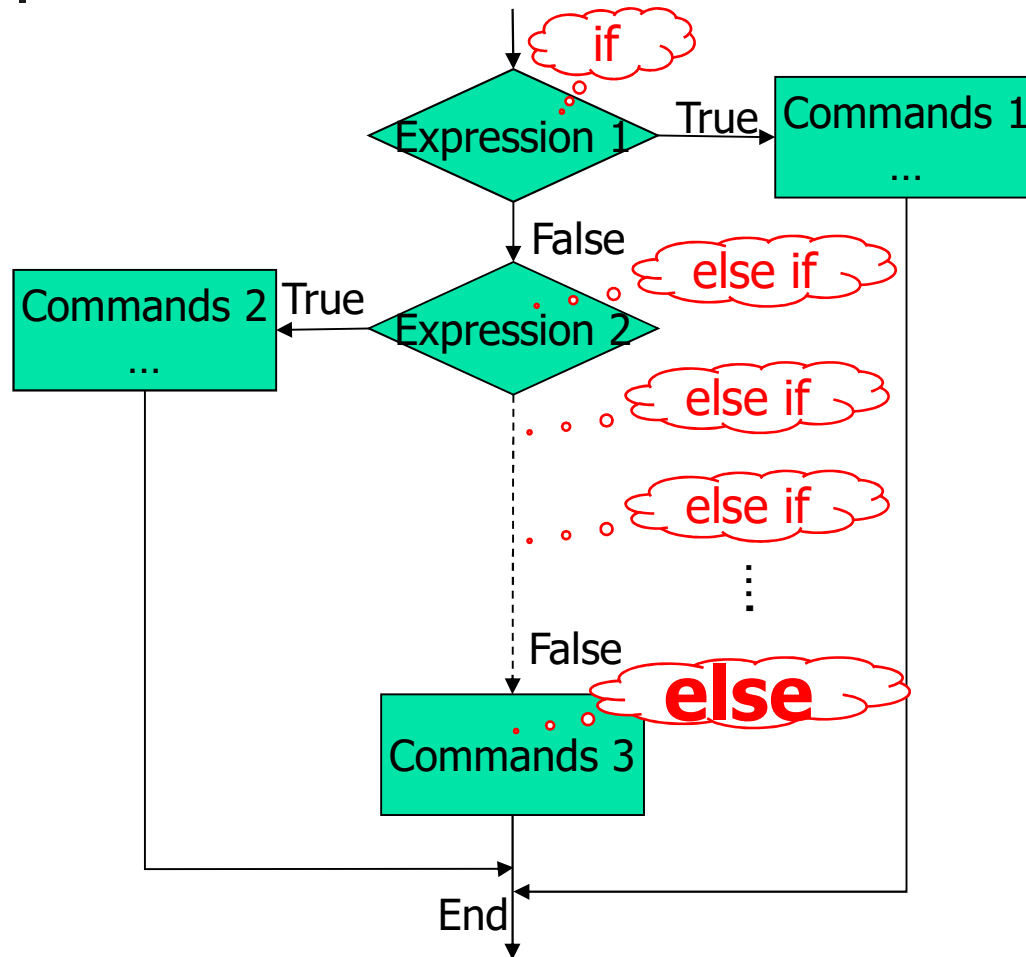 if
Expression 1
True
Commands 1
...
False
else if
Commands 2
...
True
Expression 2
else if
else if
False
else
Commands 3
End